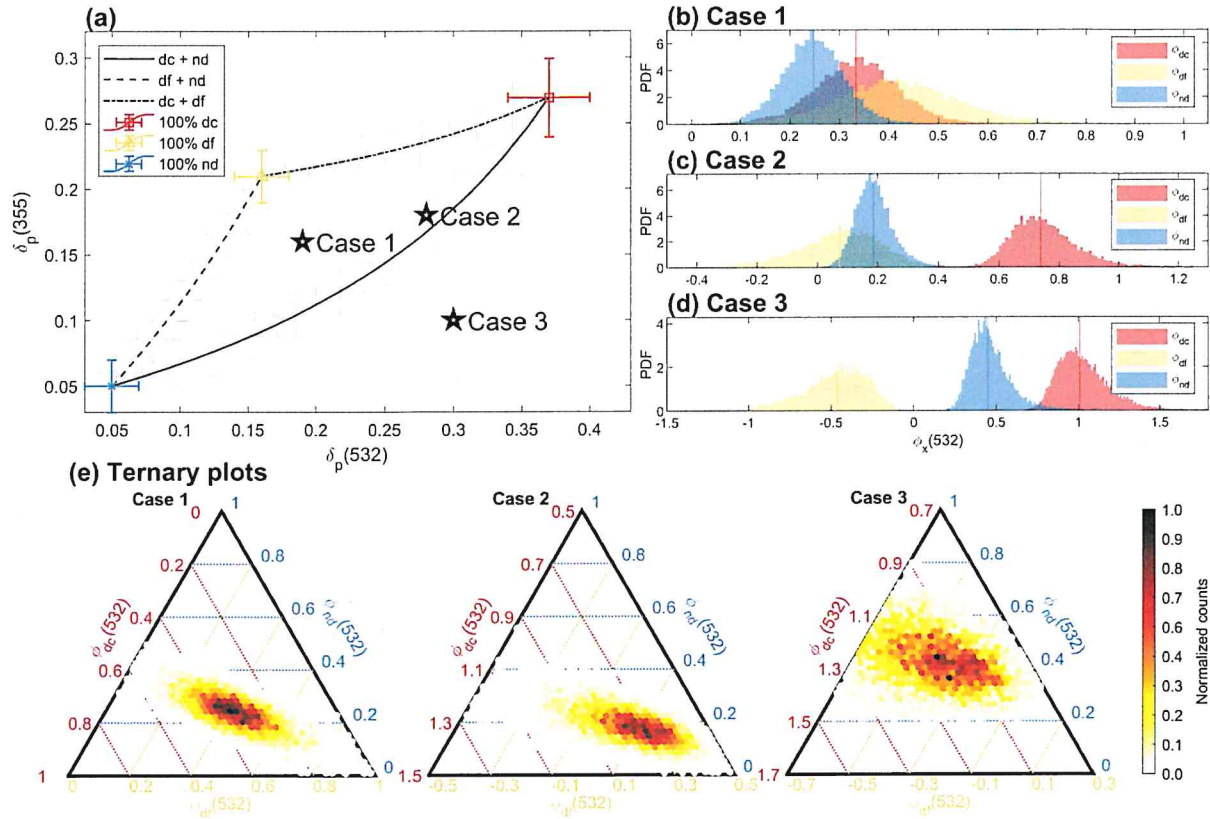 (a)
0.3
0.25
0.2
0.15
0.1
0.05
δp(355)
dc + nd
df + nd
dc + df
100% dc
100% df
100% nd
Case 1
Case 2
Case 3
0.05 0.1 0.15 0.2 0.25 0.3 0.35 0.4
δp(532)
(b) Case 1
PDF
6
4
2
0
ϕdc
ϕdf
ϕnd
0 0.1 0.2 0.3 0.4 0.5 0.6 0.7 0.8 0.9 1
(c) Case 2
PDF
6
4
2
0
ϕdc
ϕdf
ϕnd
-0.4 -0.2 0 0.2 0.4 0.6 0.8 1 1.2
(d) Case 3
PDF
4
2
0
ϕdc
ϕdf
ϕnd
-1.5 -1 -0.5 0 0.5 1 1.5
ϕx(532)
(e) Ternary plots
Case 1
0 1
0.2 0.8
0.4 0.6
0.6 0.4
0.8 0.2
1 0
ϕdc(532)
ϕnd(532)
0 0.2 0.4 0.6 0.8 1
ϕdf(532)
Case 2
0.5 1
0.7 0.8
0.9 0.6
1.1 0.4
1.3 0.2
1.5 0
ϕdc(532)
ϕnd(532)
-0.5 -0.3 -0.1 0.1 0.3 0.5
ϕdf(532)
Case 3
0.7 1
0.9 0.8
1.1 0.6
1.3 0.4
1.5 0.2
1.7 0
ϕdc(532)
ϕnd(532)
-0.7 -0.5 -0.3 -0.1 0.1 0.3
ϕdf(532)
1.0
0.9
0.8
0.7
0.6
0.5
0.4
0.3
0.2
0.1
0.0
Normalized counts